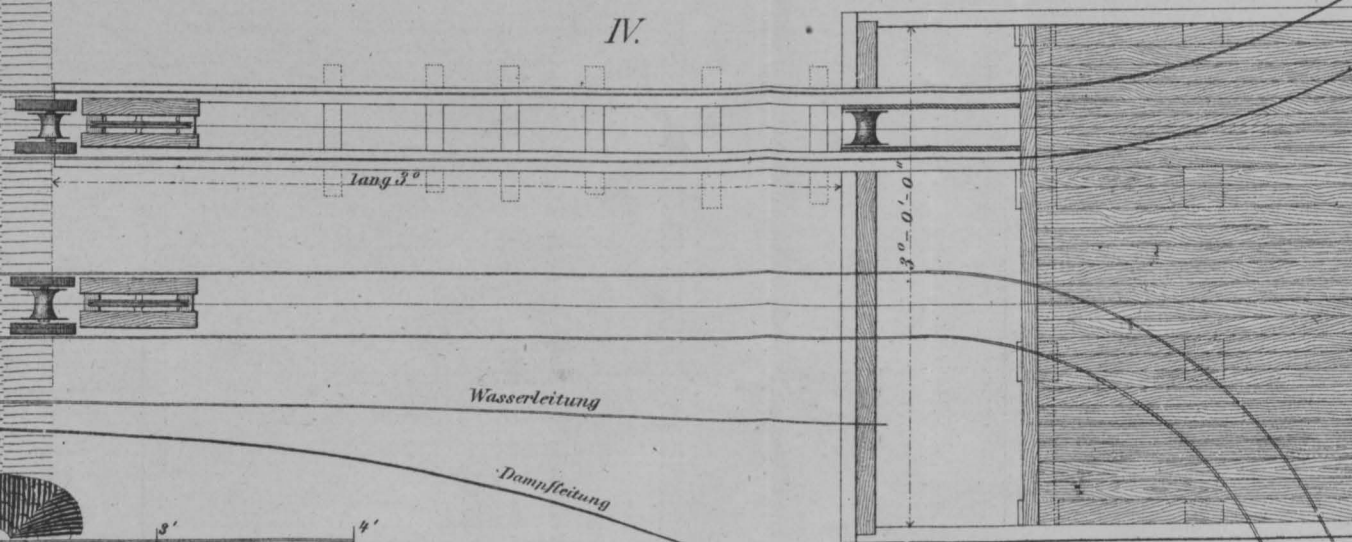 IV.
lang 3°
3°-0'-0"
Wasserleitung
Dampfleitung
3'
4'